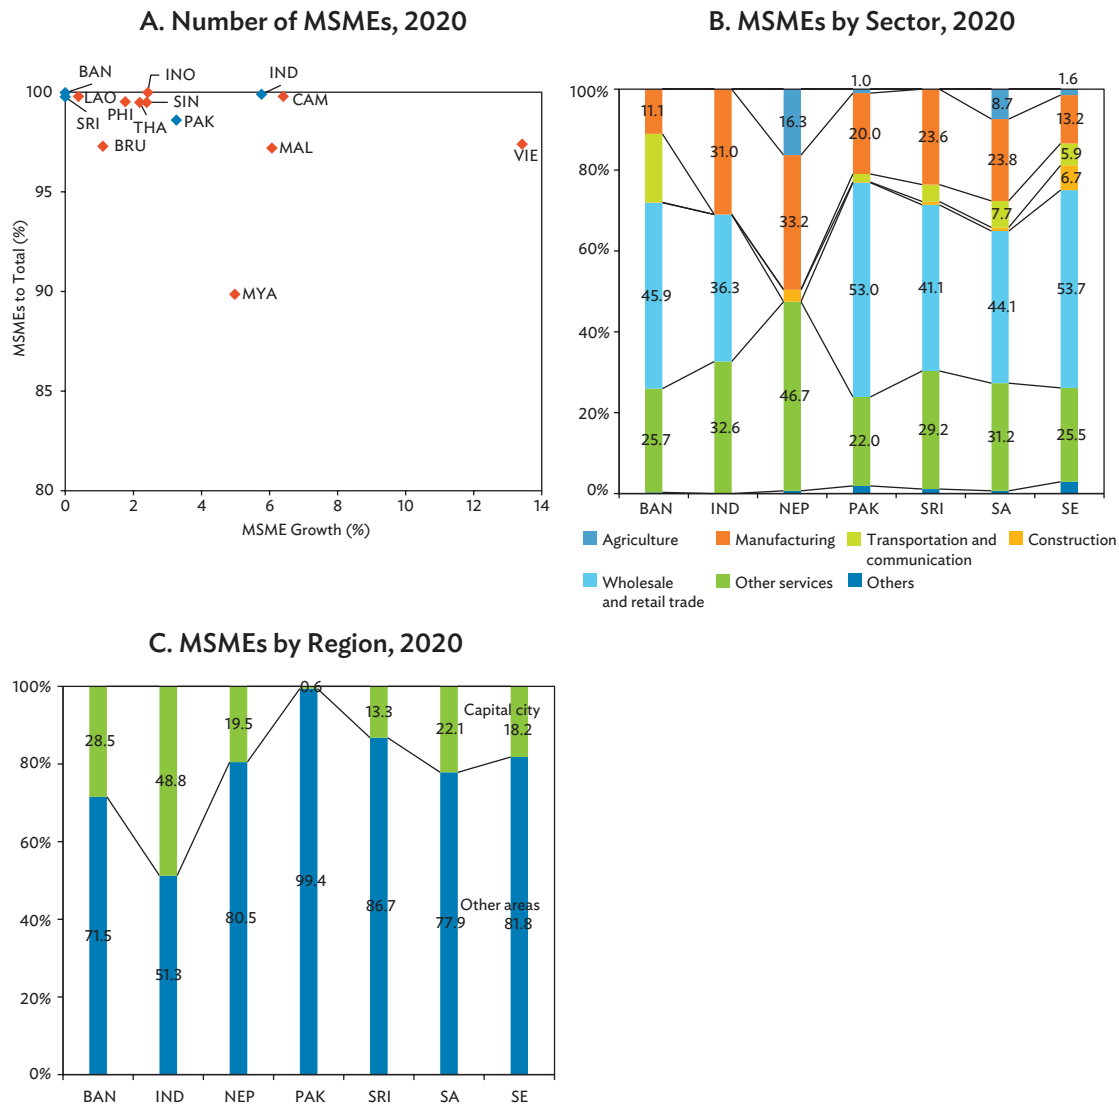 A. Number of MSMEs, 2020
MSMEs to Total (%)
100
95
90
85
80
BAN
INO
IND
LAO
SIN
CAM
PHI
THA
SRI
PAK
BRU
MAL
VIE
MYA
0 2 4 6 8 10 12 14
MSME Growth (%)
B. MSMEs by Sector, 2020
100%
80%
60%
40%
20%
0%
11.1
45.9
25.7
31.0
36.3
32.6
16.3
33.2
46.7
1.0
20.0
53.0
22.0
23.6
41.1
29.2
8.7
23.8
7.7
44.1
31.2
1.6
13.2
5.9
6.7
53.7
25.5
BAN IND NEP PAK SRI SA SE
Agriculture
Manufacturing
Transportation and
communication
Construction
Wholesale
and retail trade
Other services
Others
C. MSMEs by Region, 2020
100%
80%
60%
40%
20%
0%
28.5
71.5
48.8
51.3
19.5
80.5
0.6
99.4
13.3
86.7
22.1
77.9
Capital city
18.2
Other areas
81.8
BAN IND NEP PAK SRI SA SE